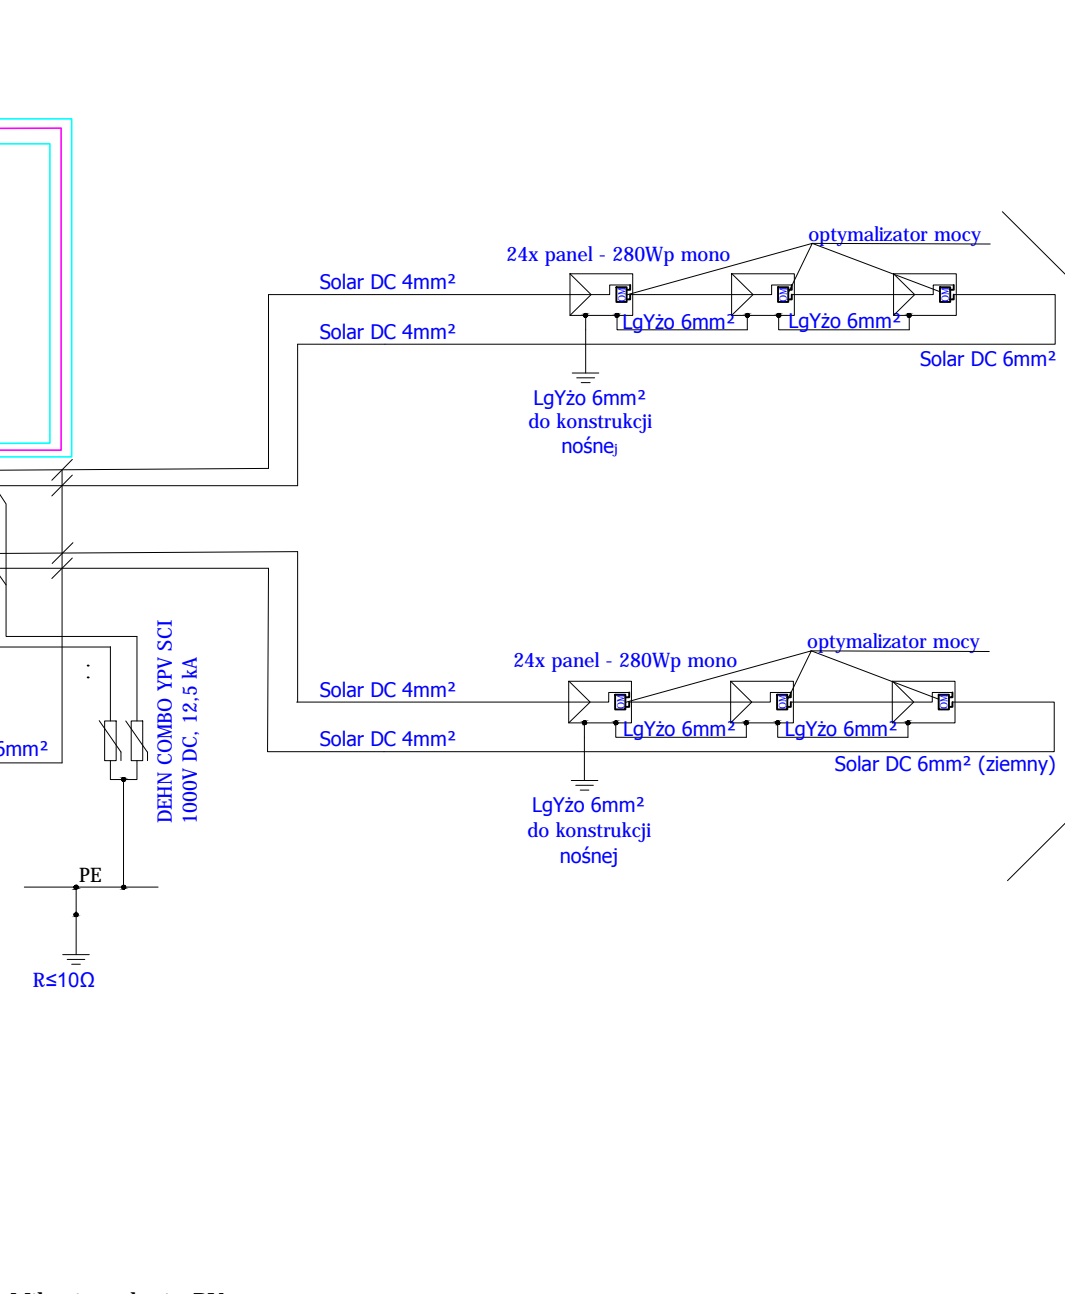 optymalizator mocy
24x panel - 280Wp mono
Solar DC 4mm²
LgYżo 6mm²
LgYżo 6mm²
Solar DC 4mm²
Solar DC 6mm²
LgYżo 6mm²
do konstrukcji
nośnej
optymalizator mocy
24x panel - 280Wp mono
Solar DC 4mm²
LgYżo 6mm²
LgYżo 6mm²
Solar DC 4mm²
Solar DC 6mm² (ziemny)
LgYżo 6mm²
do konstrukcji
nośnej
DEHN COMBO YPV SCI
1000V DC, 12,5 kA
PE
R≤10Ω